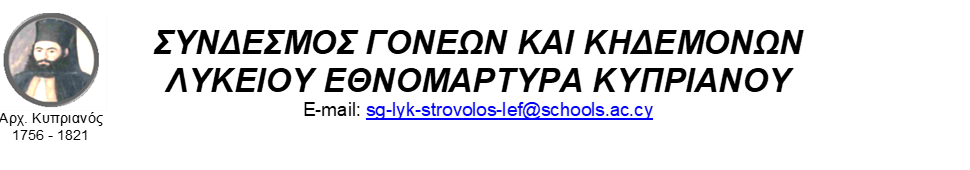 ΣΥΝΔΕΣΜΟΣ ΓΟΝΕΩΝ ΚΑΙ ΚΗΔΕΜΟΝΩΝ
ΛΥΚΕΙΟΥ ΕΘΝΟΜΑΡΤΥΡΑ ΚΥΠΡΙΑΝΟΥ
E-mail: sg-lyk-strovolos-lef@schools.ac.cy
Αρχ. Κυπριανός
1756 - 1821